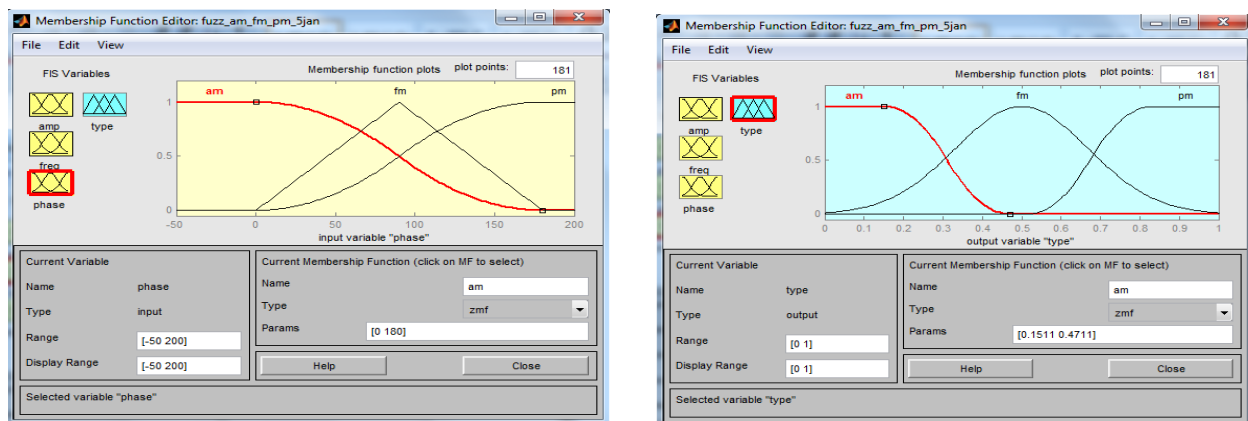 Membership Function Editor: fuzz_am_fm_pm_5jan
File Edit View
FIS Variables
Membership function plots plot points: 181
amp type
freq
phase
am fm pm
1
0.5
0
-50 0 50 100 150 200
input variable "phase"
Current Variable
Name phase
Type input
Range [-50 200]
Display Range [-50 200]
Current Membership Function (click on MF to select)
Name am
Type zmf
Params [0 180]
Help Close
Selected variable "phase"
Membership Function Editor: fuzz_am_fm_pm_5jan
File Edit View
FIS Variables
Membership function plots plot points: 181
amp type
freq
phase
am fm pm
1
0.5
0
0 0.1 0.2 0.3 0.4 0.5 0.6 0.7 0.8 0.9 1
output variable "type"
Current Variable
Name type
Type output
Range [0 1]
Display Range [0 1]
Current Membership Function (click on MF to select)
Name am
Type zmf
Params [0.1511 0.4711]
Help Close
Selected variable "type"